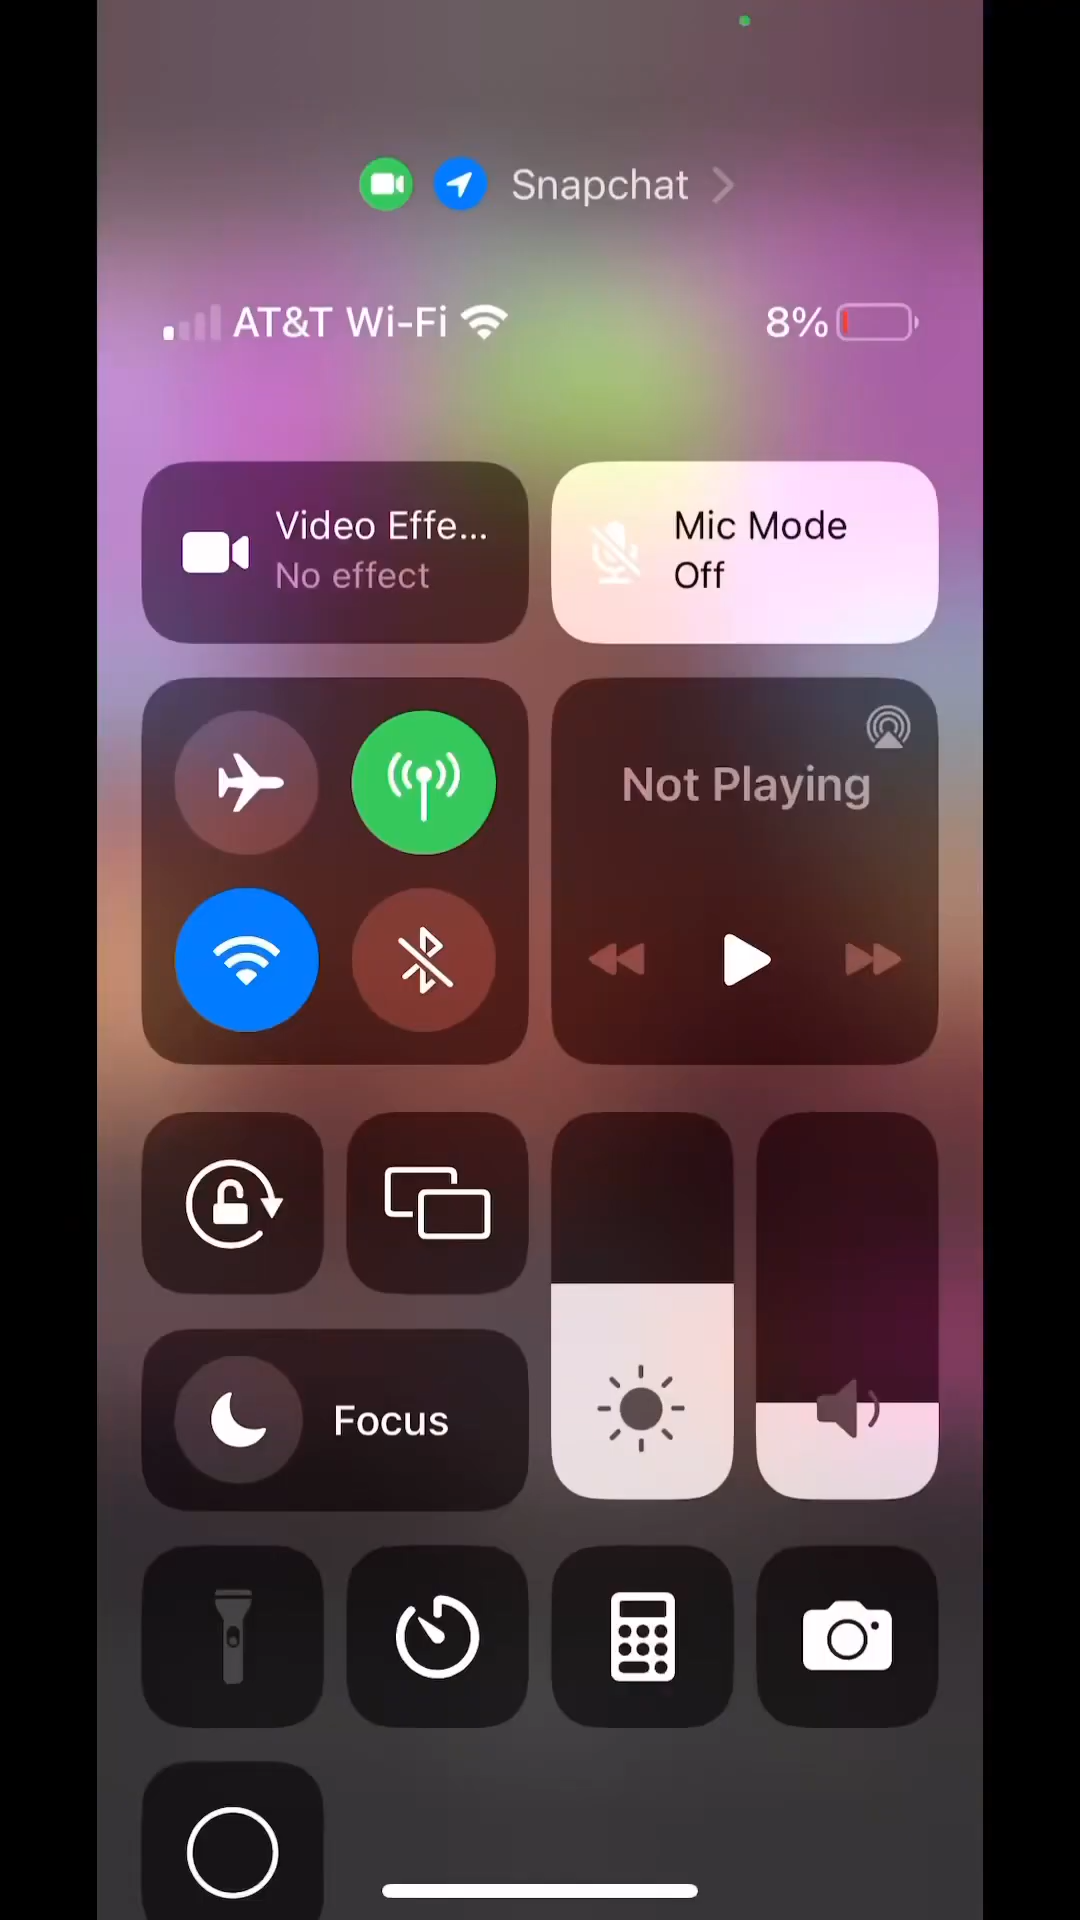 Snapchat
AT&T Wi-Fi
8%
Video Effe...
No effect
Mic Mode
Off
Not Playing
Focus